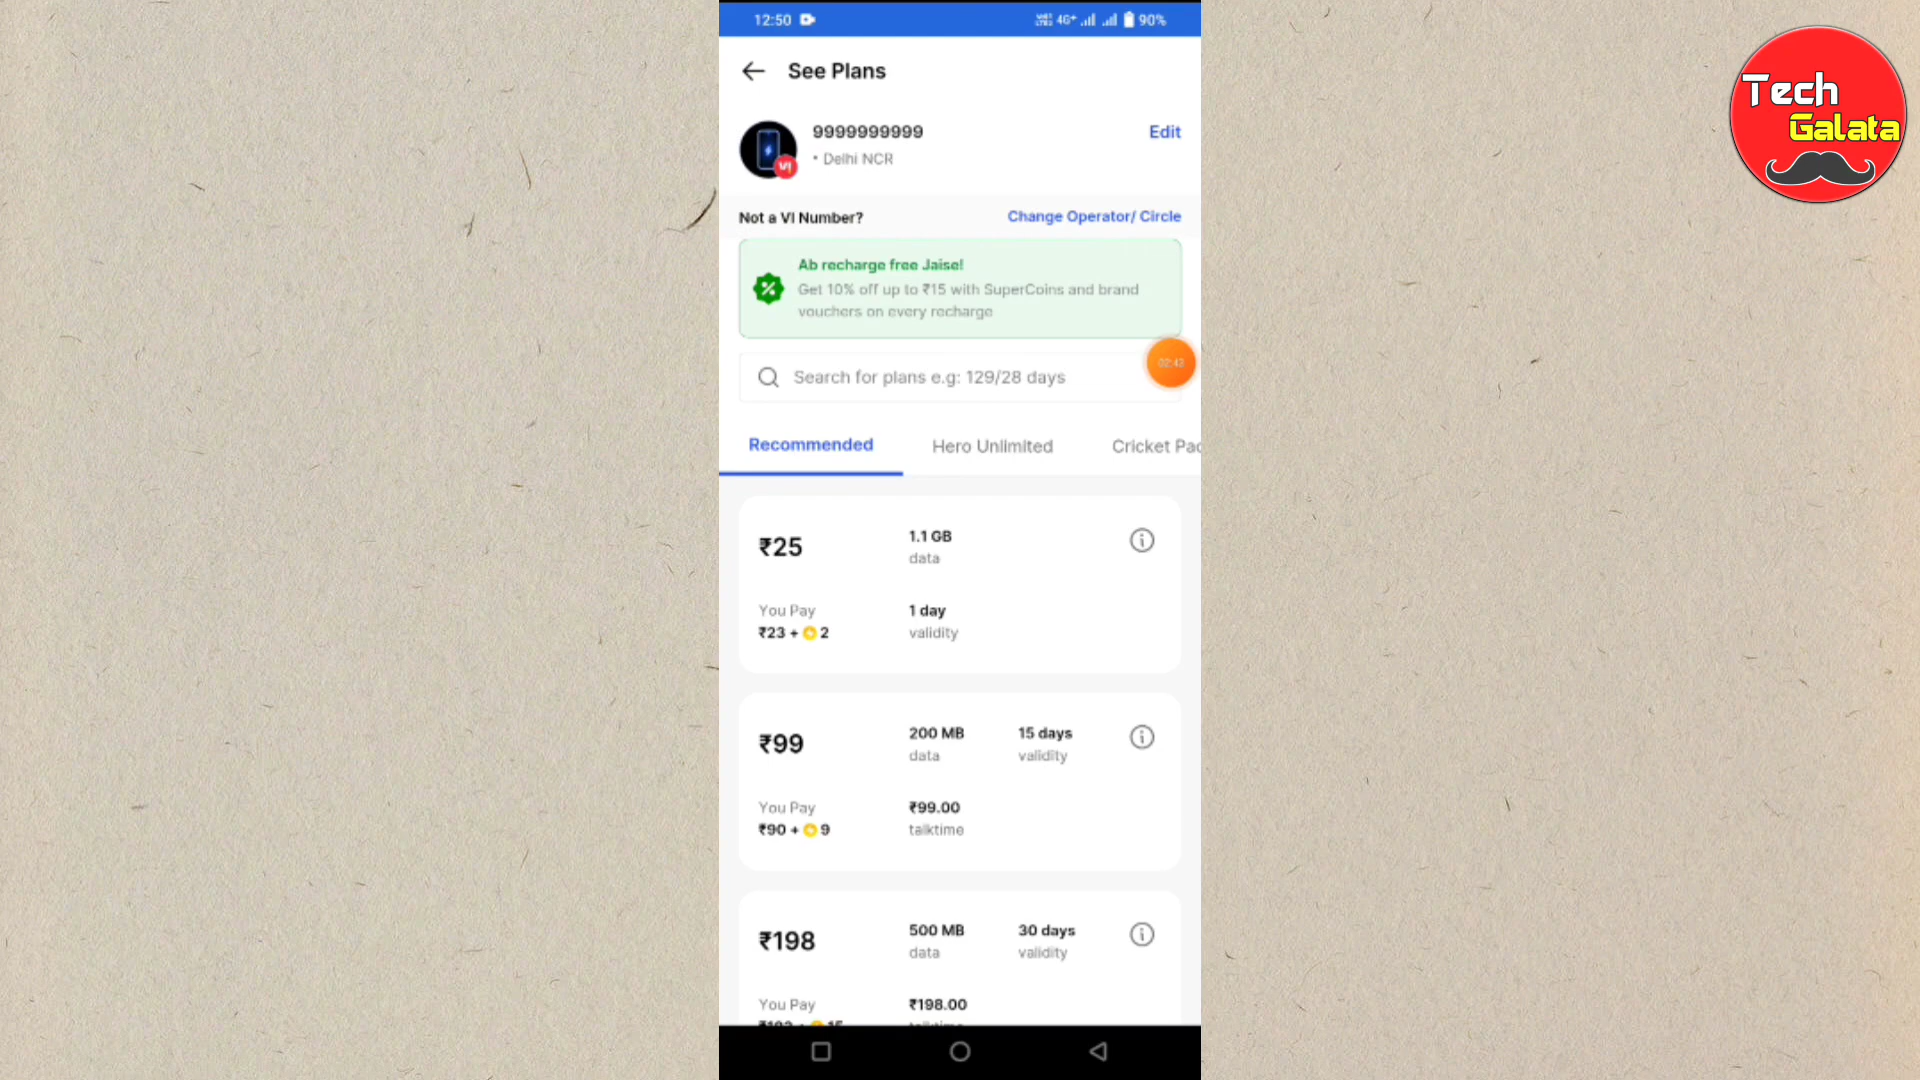 12:50
4G+
90%
See Plans
9999999999
Edit
• Delhi NCR
VI
Not a VI Number?
Change Operator/ Circle
Ab recharge free Jaise!
Get 10% off up to ₹15 with SuperCoins and brand
vouchers on every recharge
02:43
Search for plans e.g: 129/28 days
Recommended
Hero Unlimited
Cricket Pac
₹25
1.1 GB
data
You Pay
1 day
₹23 + 2
validity
₹99
200 MB
15 days
data
validity
You Pay
₹99.00
₹90 + 9
talktime
₹198
500 MB
30 days
data
validity
You Pay
₹198.00
Tech
Galata